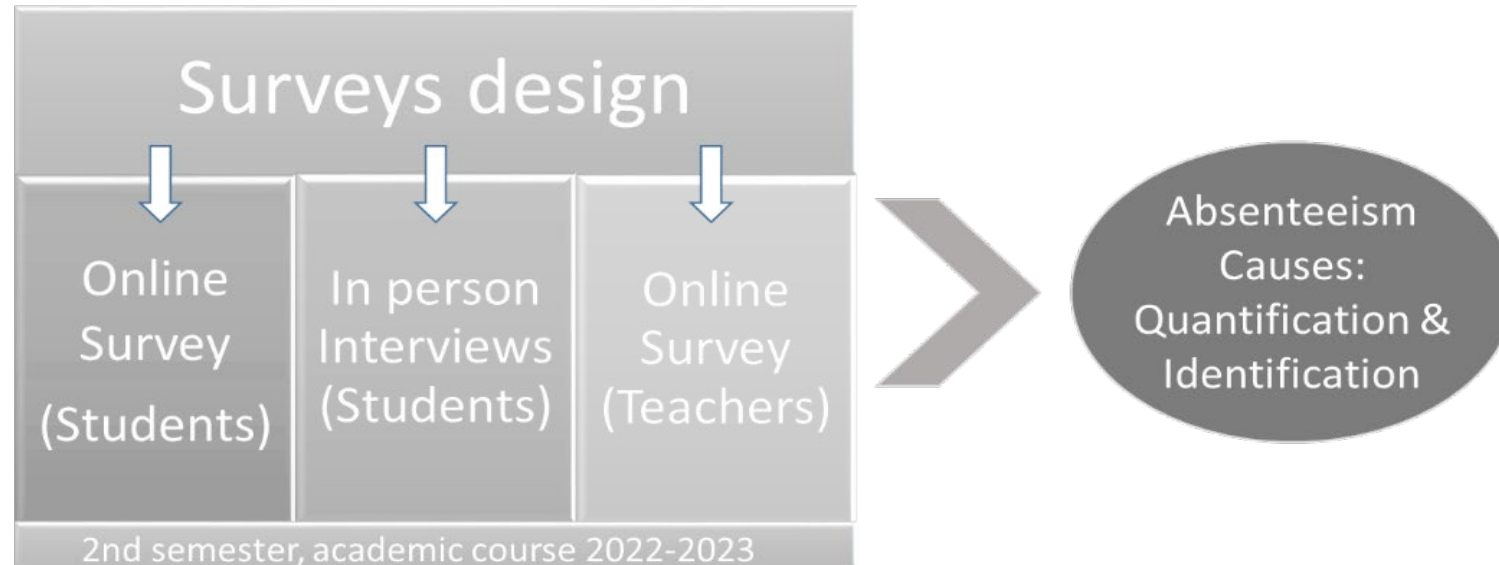 Surveys design
Online
Survey
(Students)
In person
Interviews
(Students)
Online
Survey
(Teachers)
2nd semester, academic course 2022-2023
Absenteeism
Causes:
Quantification &
Identification